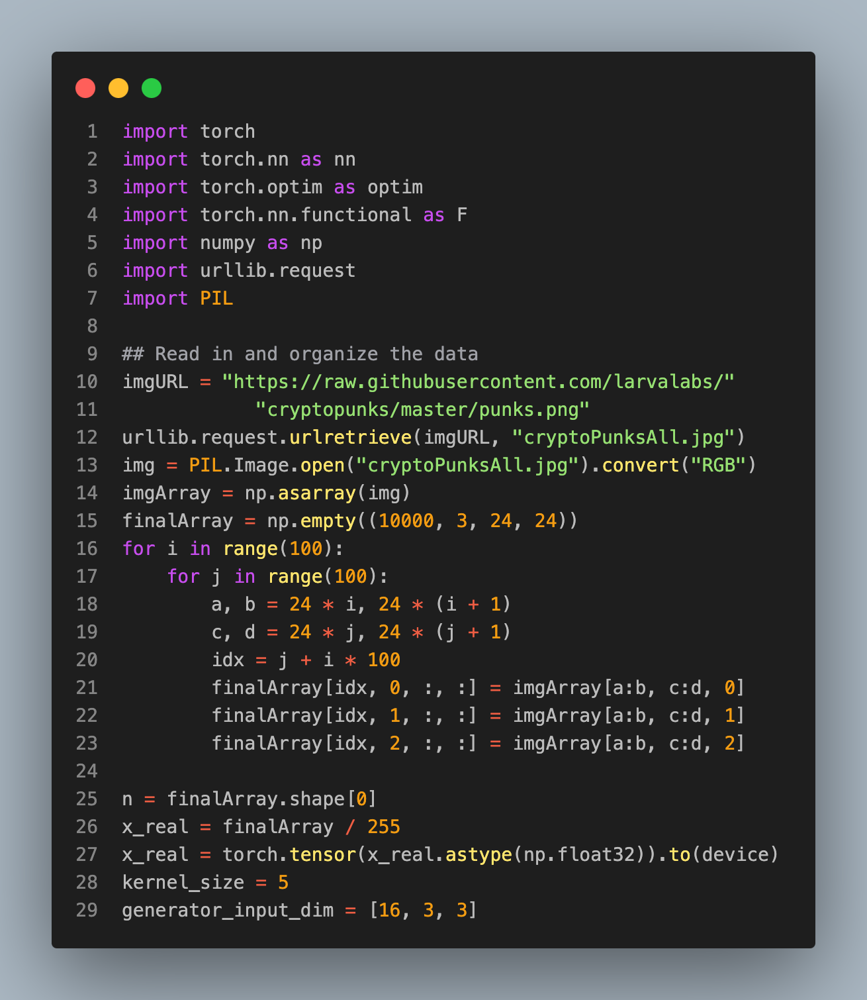 1 import torch
2 import torch.nn as nn
3 import torch.optim as optim
4 import torch.nn.functional as F
5 import numpy as np
6 import urllib.request
7 import PIL
8
9 ## Read in and organize the data
10 imgURL = "https://raw.githubusercontent.com/larvalabs/"
11             "cryptopunks/master/punks.png"
12 urllib.request.urlretrieve(imgURL, "cryptoPunksAll.jpg")
13 img = PIL.Image.open("cryptoPunksAll.jpg").convert("RGB")
14 imgArray = np.asarray(img)
15 finalArray = np.empty((10000, 3, 24, 24))
16 for i in range(100):
17     for j in range(100):
18         a, b = 24 * i, 24 * (i + 1)
19         c, d = 24 * j, 24 * (j + 1)
20         idx = j + i * 100
21         finalArray[idx, 0, :, :] = imgArray[a:b, c:d, 0]
22         finalArray[idx, 1, :, :] = imgArray[a:b, c:d, 1]
23         finalArray[idx, 2, :, :] = imgArray[a:b, c:d, 2]
24
25 n = finalArray.shape[0]
26 x_real = finalArray / 255
27 x_real = torch.tensor(x_real.astype(np.float32)).to(device)
28 kernel_size = 5
29 generator_input_dim = [16, 3, 3]